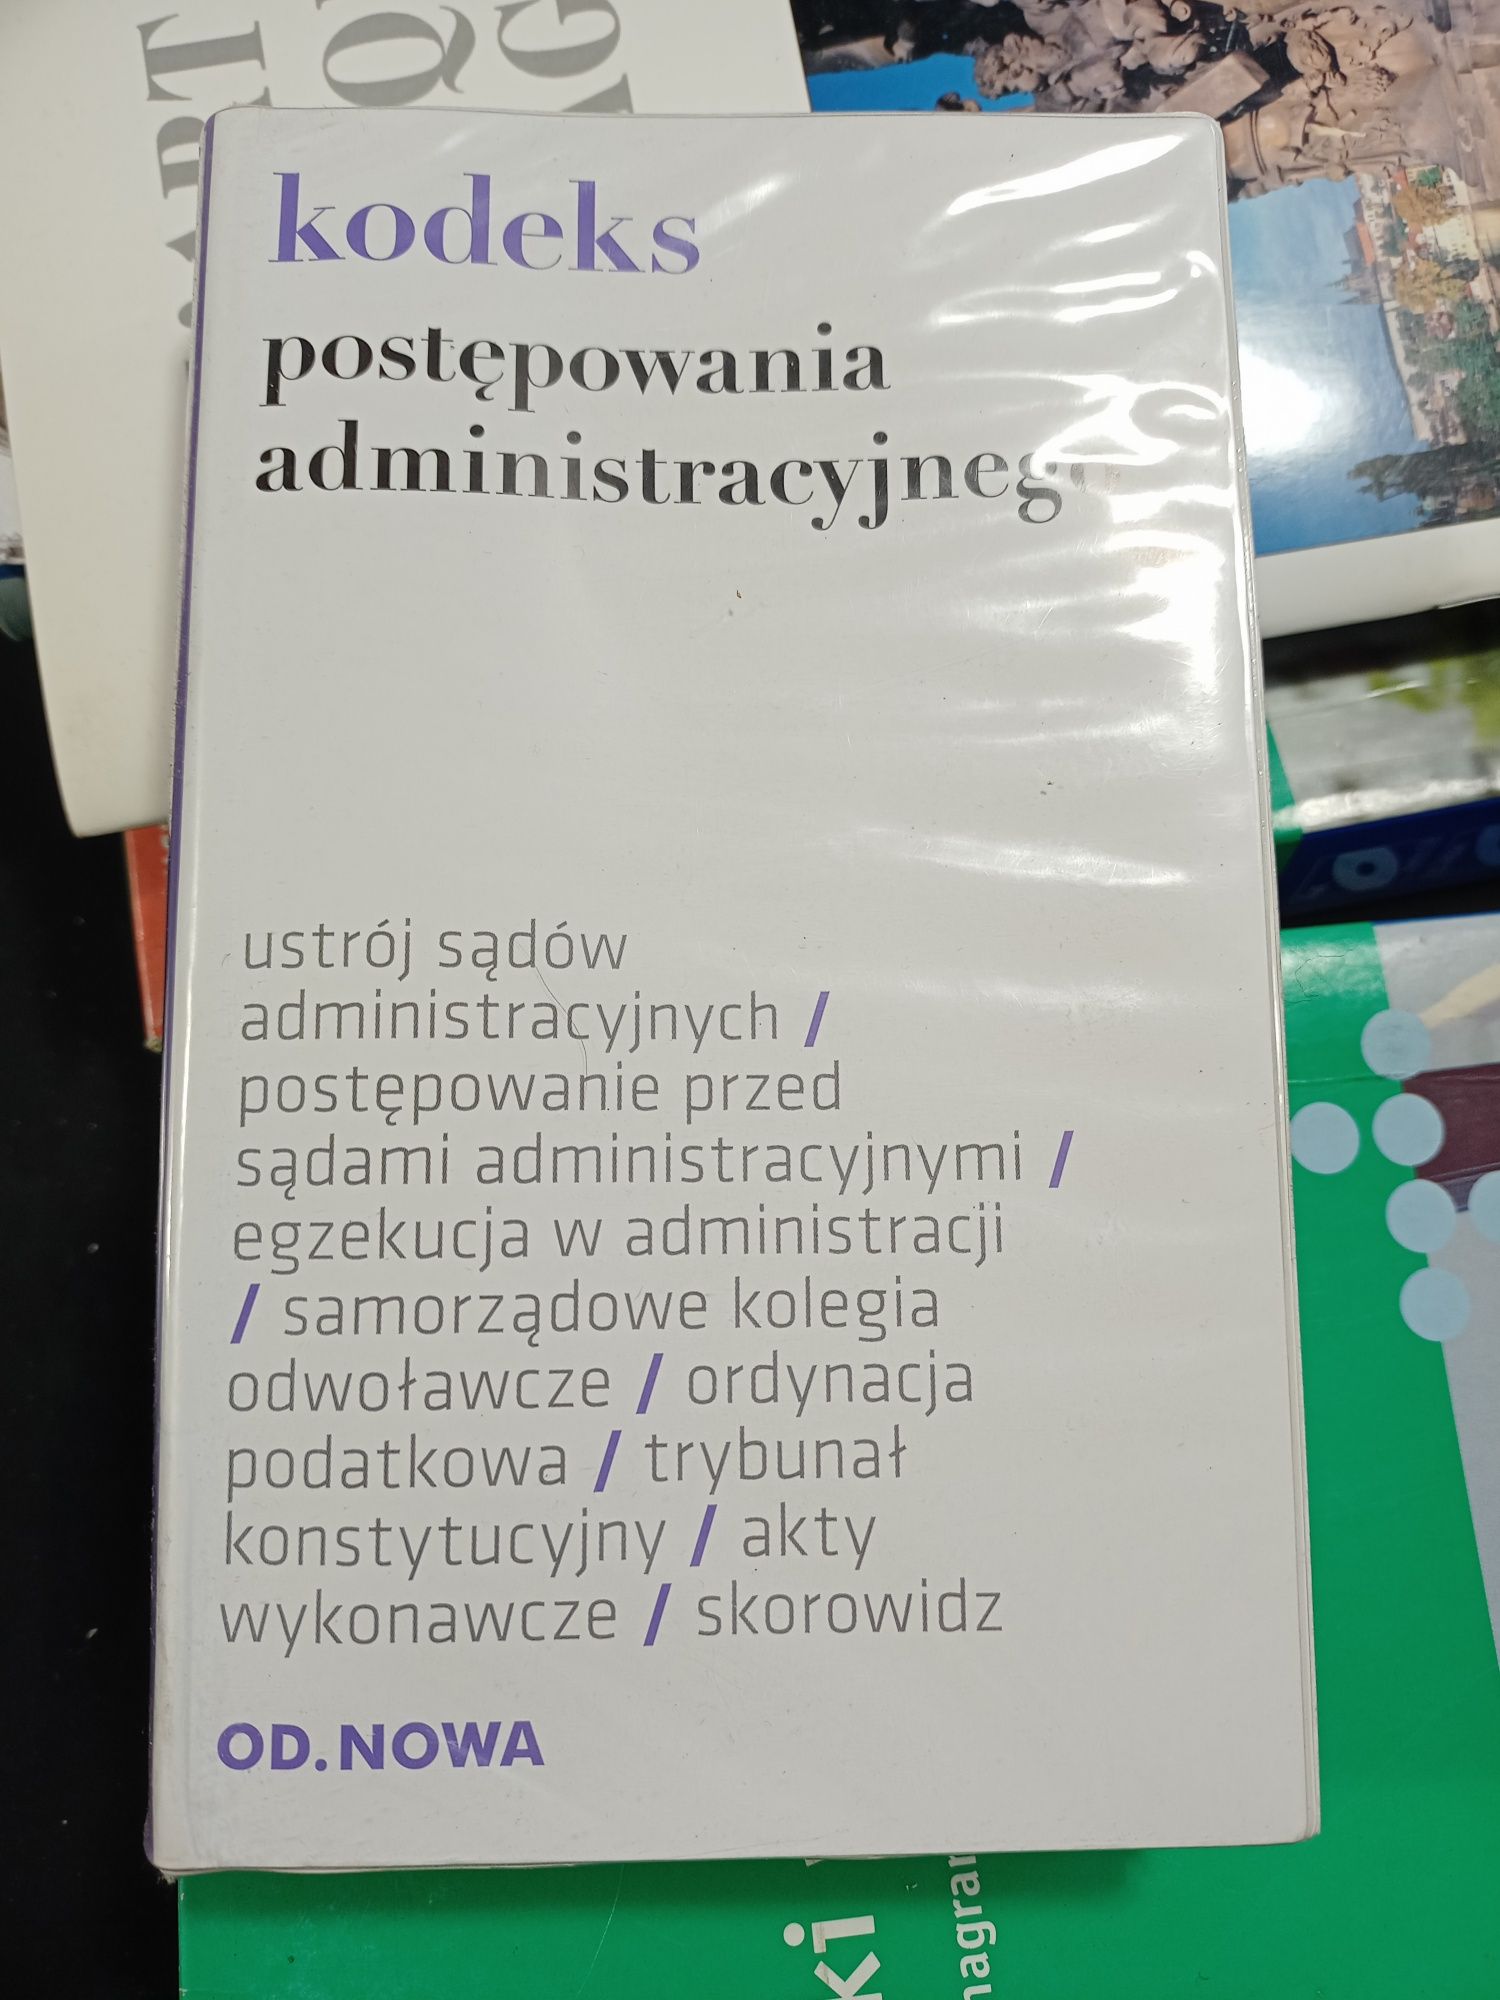 kodeks
postępowania
administracyjnego
ustrój sądów
administracyjnych /
postępowanie przed
sądami administracyjnymi /
egzekucja w administracji
/ samorządowe kolegia
odwoławcze / ordynacja
podatkowa / trybunał
konstytucyjny / akty
wykonawcze / skorowidz
OD.NOWA